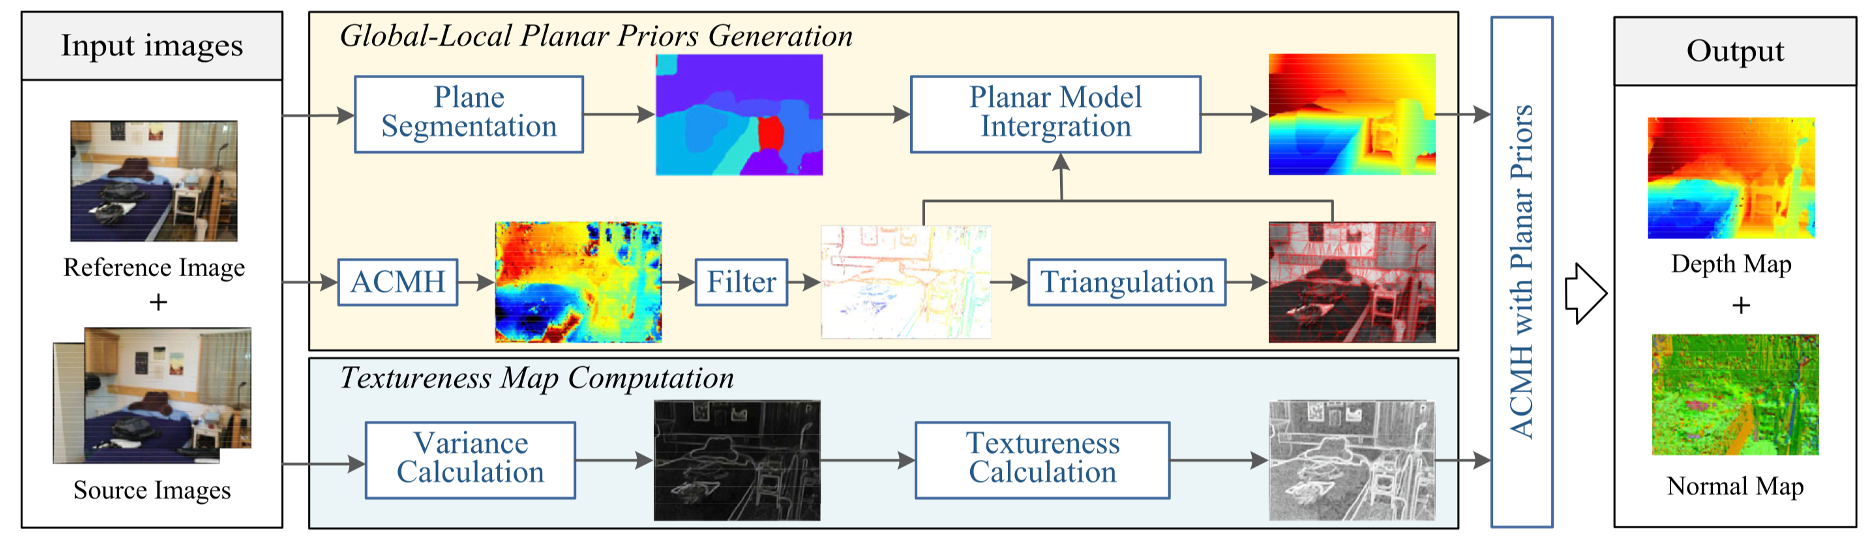 Input images
Reference Image
+
Source Images
Global-Local Planar Priors Generation
Plane
Segmentation
Planar Model
Intergration
ACMH
Filter
Triangulation
Textureness Map Computation
Variance
Calculation
Textureness
Calculation
ACMH with Planar Priors
Output
Depth Map
+
Normal Map